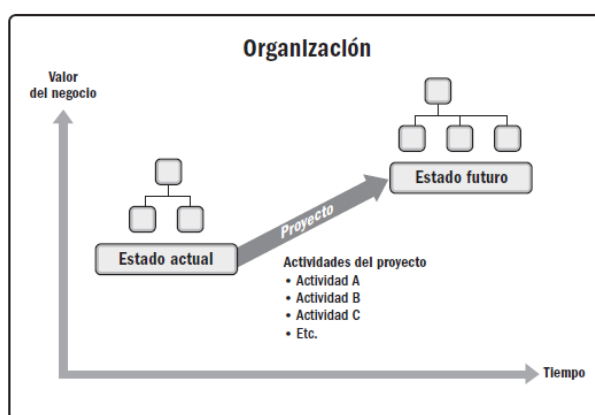 Organización
Valor
del negocio
Estado futuro
Proyecto
Estado actual
Actividades del proyecto
• Actividad A
• Actividad B
• Actividad C
• Etc.
Tiempo